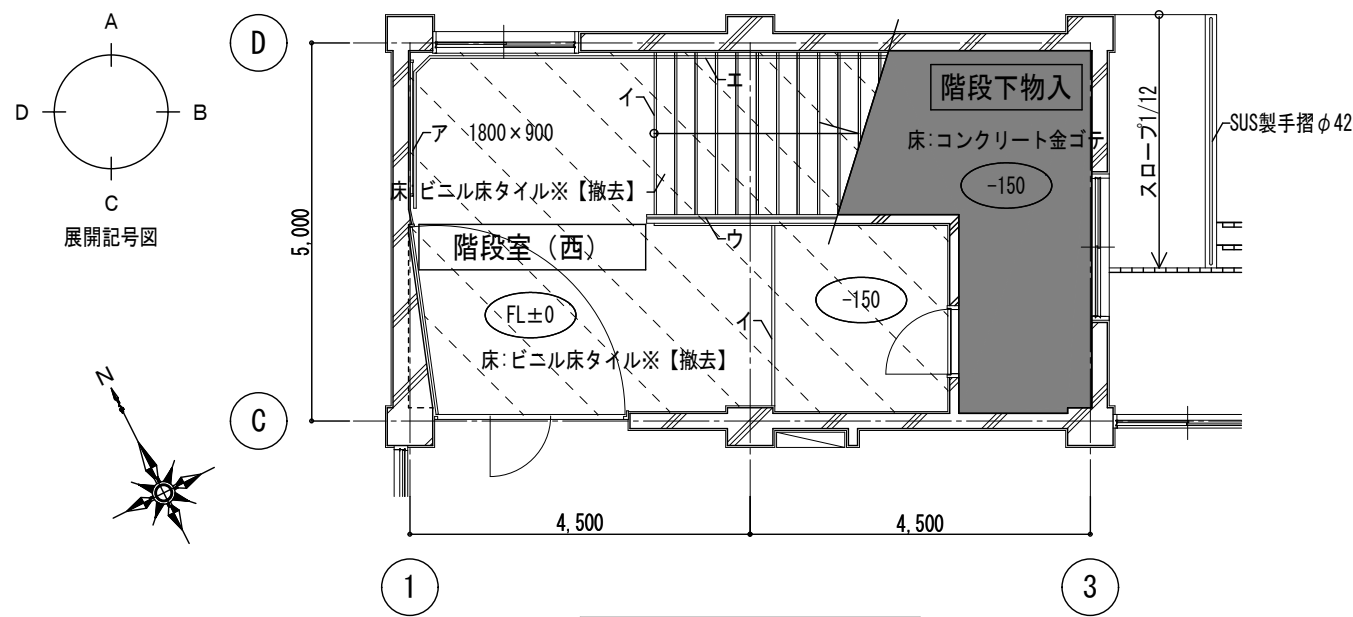 A
D
B
C
展開記号図
N
D
C
5,000
1
3
4,500
4,500
イ
エ
ア
1800×900
床:ビニル床タイル※【撤去】
階段室(西)
ウ
FL±0
イ
-150
床:ビニル床タイル※【撤去】
階段下物入
床:コンクリート金ゴテ
-150
スロープ1/12
SUS製手摺φ42